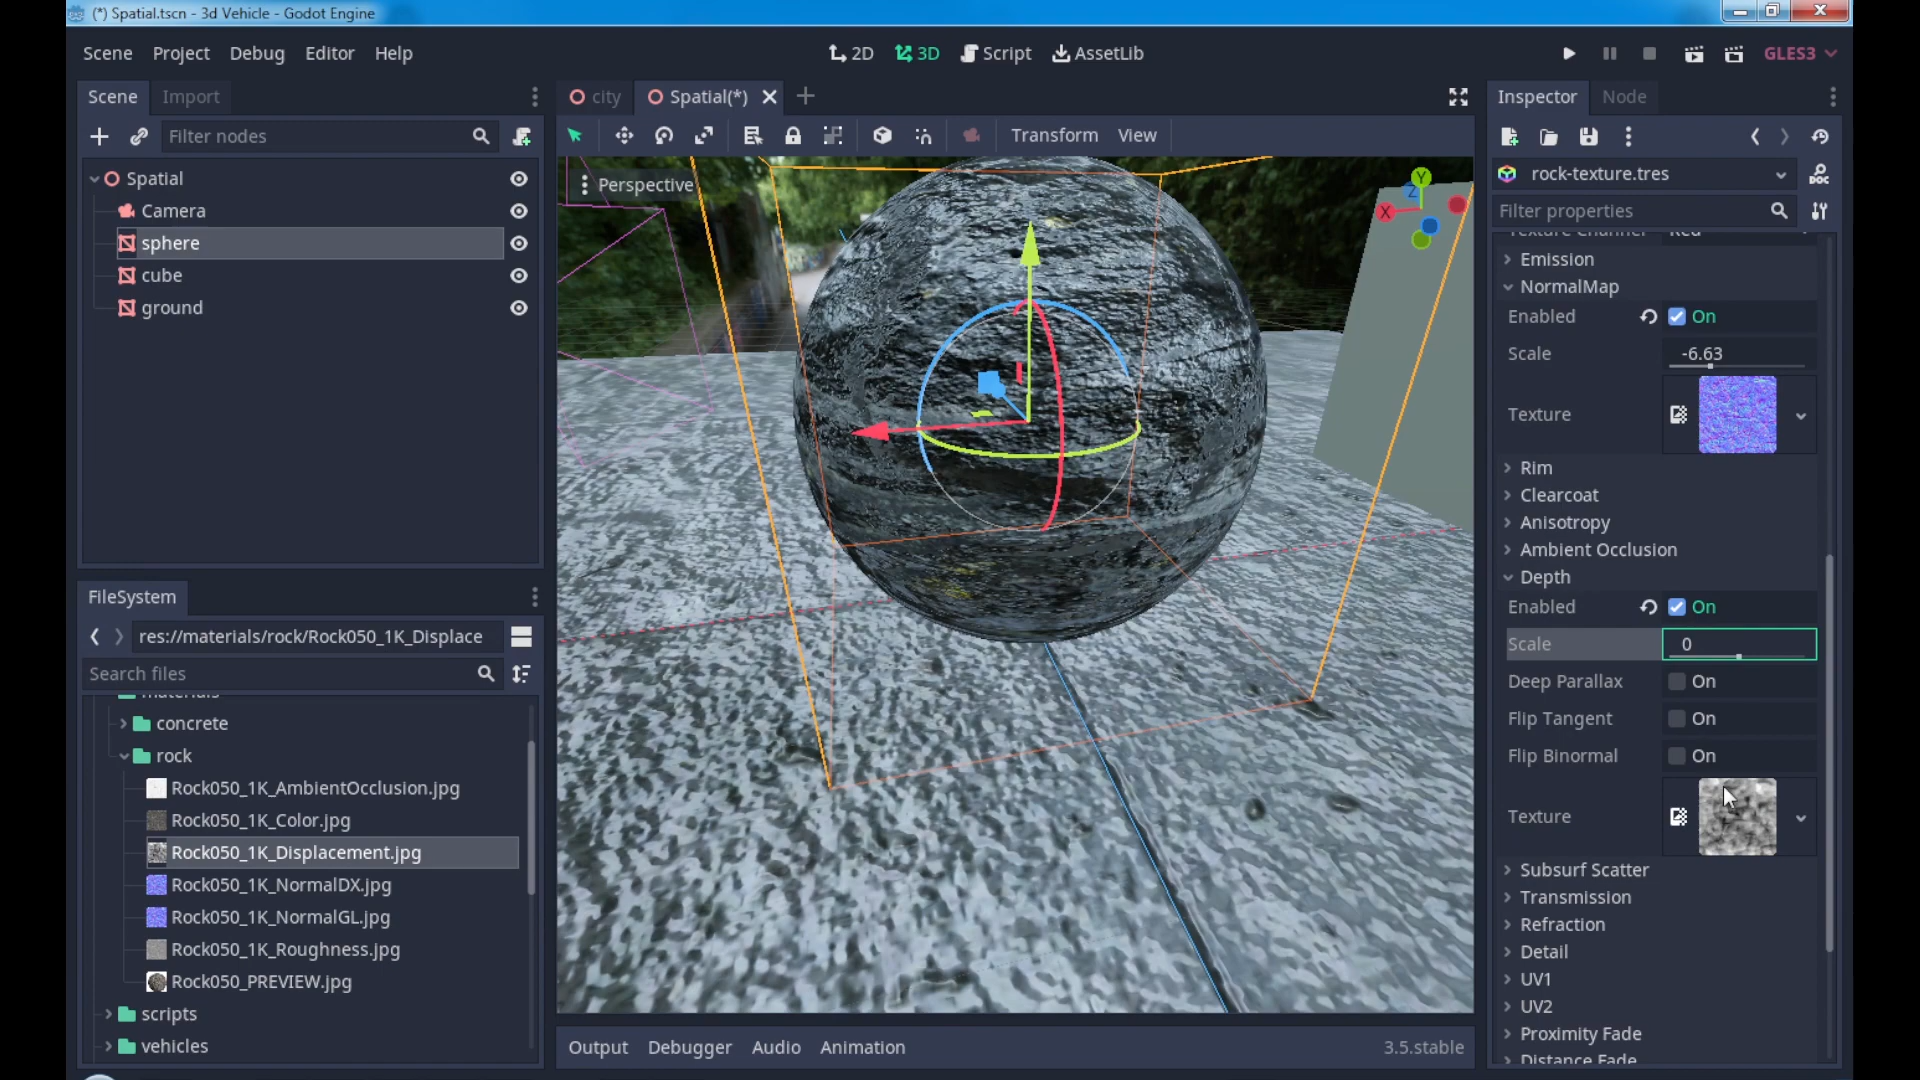 (*) Spatial.tscn - 3d Vehicle - Godot Engine
Scene Project Debug Editor Help
2D 3D Script AssetLib
GLES3
Scene Import
city Spatial(*)
Inspector Node
Filter nodes
Transform View
Perspective
Y
Z
X
Spatial
Camera
sphere
cube
ground
rock-texture.tres
Filter properties
Texture Channel Red
Emission
NormalMap
Enabled On
Scale -6.63
Texture
Rim
Clearcoat
Anisotropy
Ambient Occlusion
Depth
Enabled On
Scale 0
Deep Parallax On
Flip Tangent On
Flip Binormal On
Texture
Subsurf Scatter
Transmission
Refraction
Detail
UV1
UV2
Proximity Fade
Distance Fade
FileSystem
res://materials/rock/Rock050_1K_Displace
Search files
materials
concrete
rock
Rock050_1K_AmbientOcclusion.jpg
Rock050_1K_Color.jpg
Rock050_1K_Displacement.jpg
Rock050_1K_NormalDX.jpg
Rock050_1K_NormalGL.jpg
Rock050_1K_Roughness.jpg
Rock050_PREVIEW.jpg
scripts
vehicles
Output Debugger Audio Animation
3.5.stable